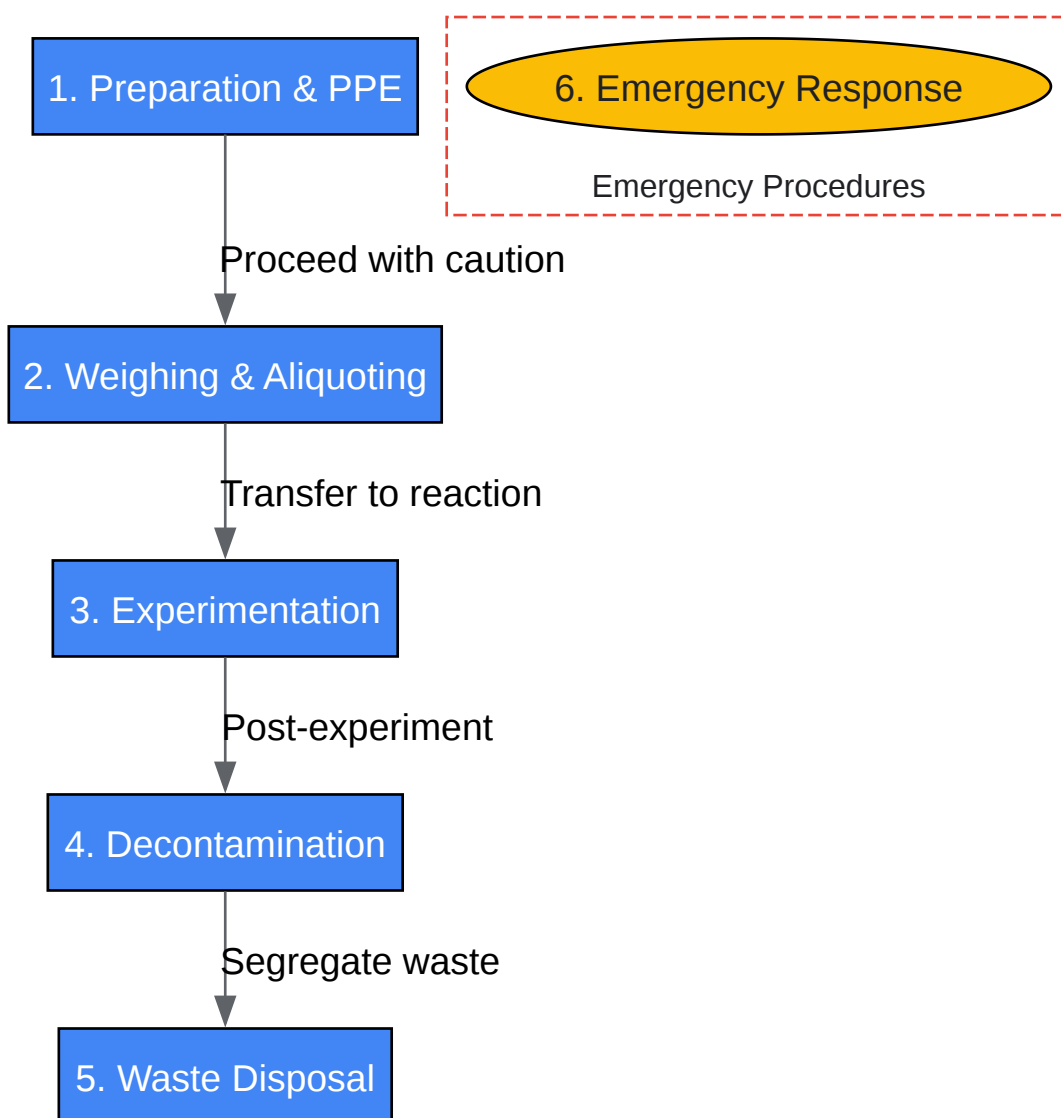 1. Preparation & PPE
6. Emergency Response
Emergency Procedures
Proceed with caution
2. Weighing & Aliquoting
Transfer to reaction
3. Experimentation
Post-experiment
4. Decontamination
Segregate waste
5. Waste Disposal